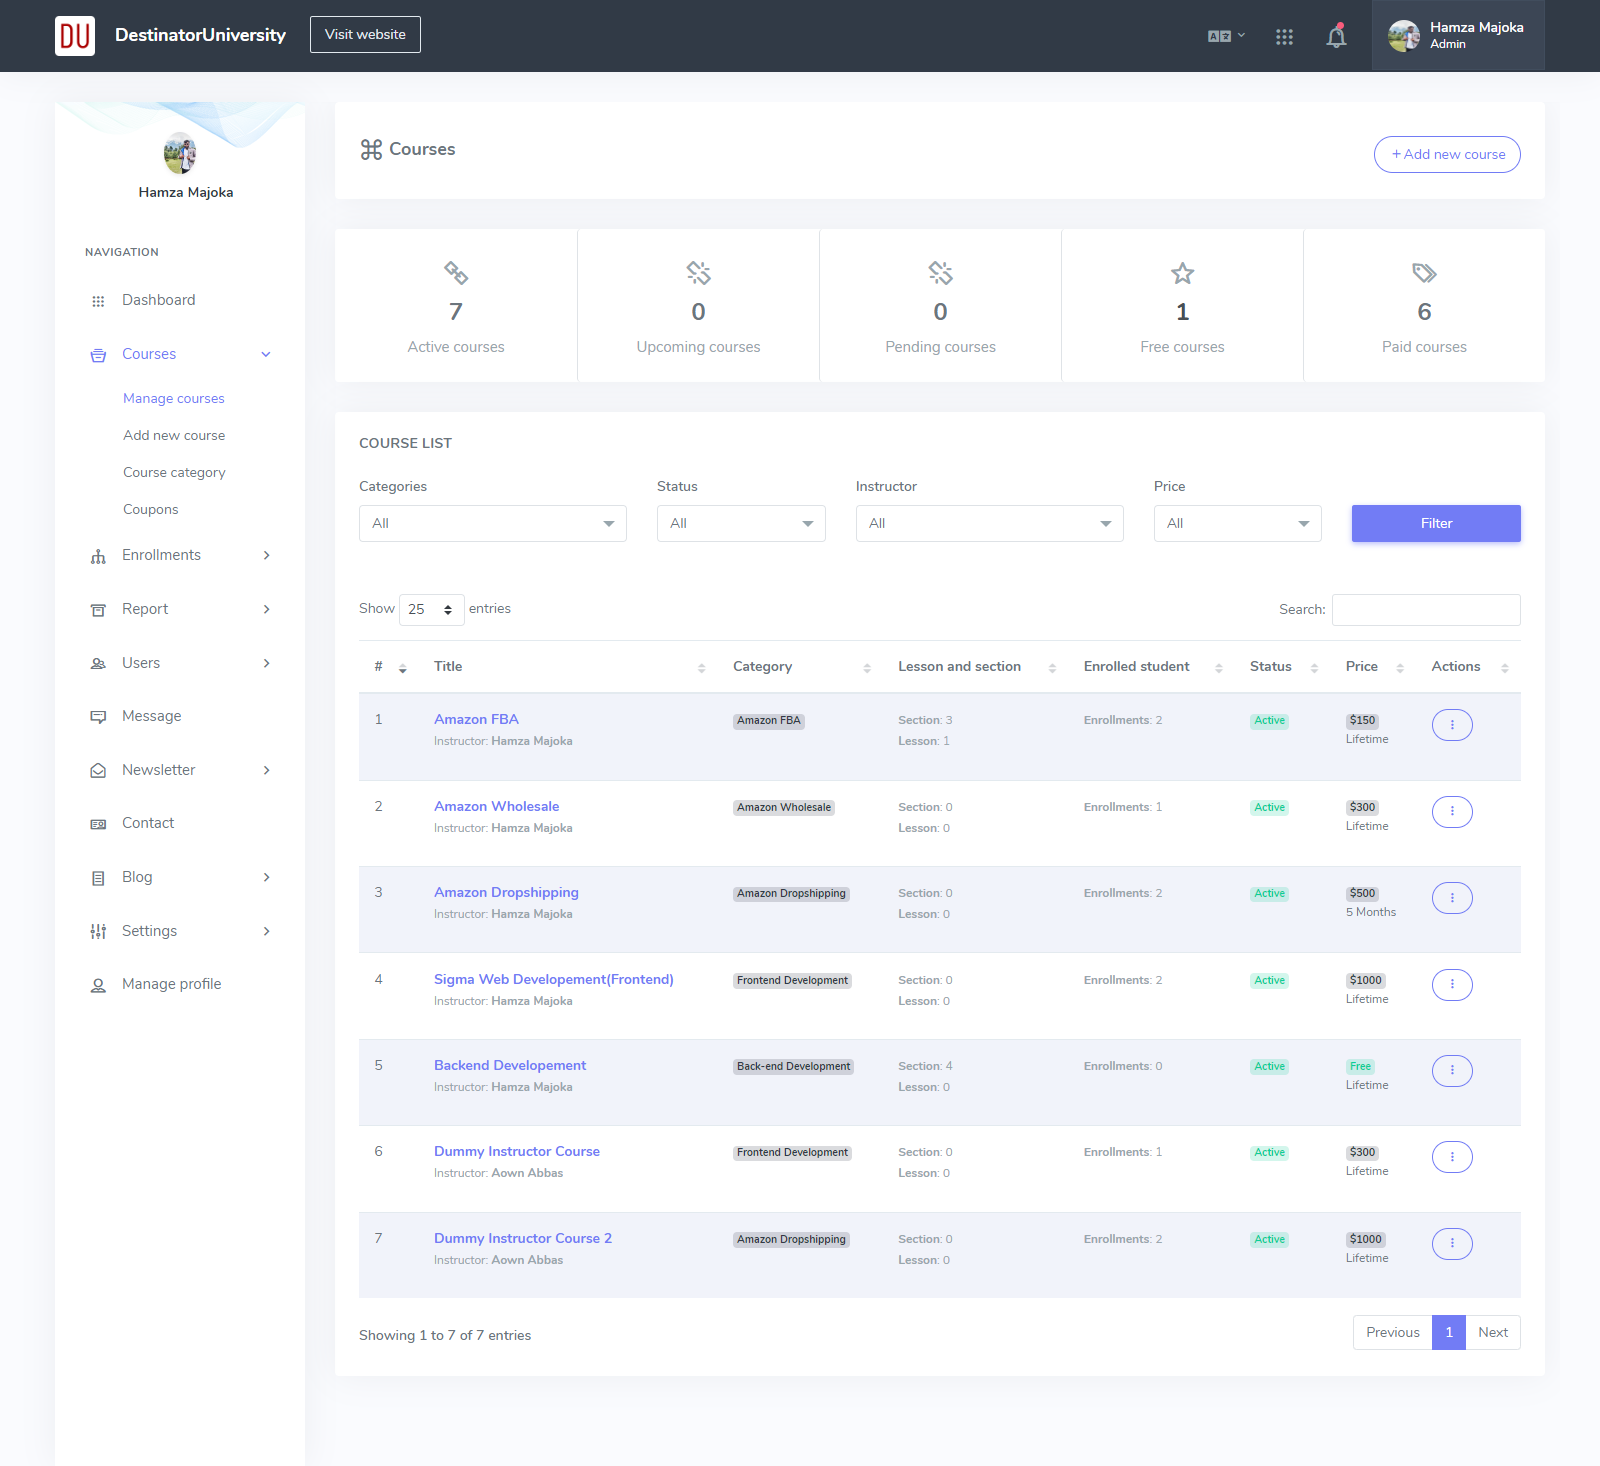 DU DestinatorUniversity Visit website
Hamza Majoka
Admin
Hamza Majoka
NAVIGATION
Dashboard
Courses
Manage courses
Add new course
Course category
Coupons
Enrollments
Report
Users
Message
Newsletter
Contact
Blog
Settings
Manage profile
Courses
+ Add new course
7 0 0 1 6
Active courses Upcoming courses Pending courses Free courses Paid courses
COURSE LIST
Categories Status Instructor Price
All All All All Filter
Show 25 entries Search:
# Title Category Lesson and section Enrolled student Status Price Actions
1 Amazon FBA Amazon FBA Section: 3 Enrollments: 2 Active $150
Instructor: Hamza Majoka Lesson: 1 Lifetime
2 Amazon Wholesale Amazon Wholesale Section: 0 Enrollments: 1 Active $300
Instructor: Hamza Majoka Lesson: 0 Lifetime
3 Amazon Dropshipping Amazon Dropshipping Section: 0 Enrollments: 2 Active $500
Instructor: Hamza Majoka Lesson: 0 5 Months
4 Sigma Web Developement(Frontend) Frontend Development Section: 0 Enrollments: 2 Active $1000
Instructor: Hamza Majoka Lesson: 0 Lifetime
5 Backend Developement Back-end Development Section: 4 Enrollments: 0 Active Free
Instructor: Hamza Majoka Lesson: 0 Lifetime
6 Dummy Instructor Course Frontend Development Section: 0 Enrollments: 1 Active $300
Instructor: Aown Abbas Lesson: 0 Lifetime
7 Dummy Instructor Course 2 Amazon Dropshipping Section: 0 Enrollments: 2 Active $1000
Instructor: Aown Abbas Lesson: 0 Lifetime
Showing 1 to 7 of 7 entries Previous 1 Next